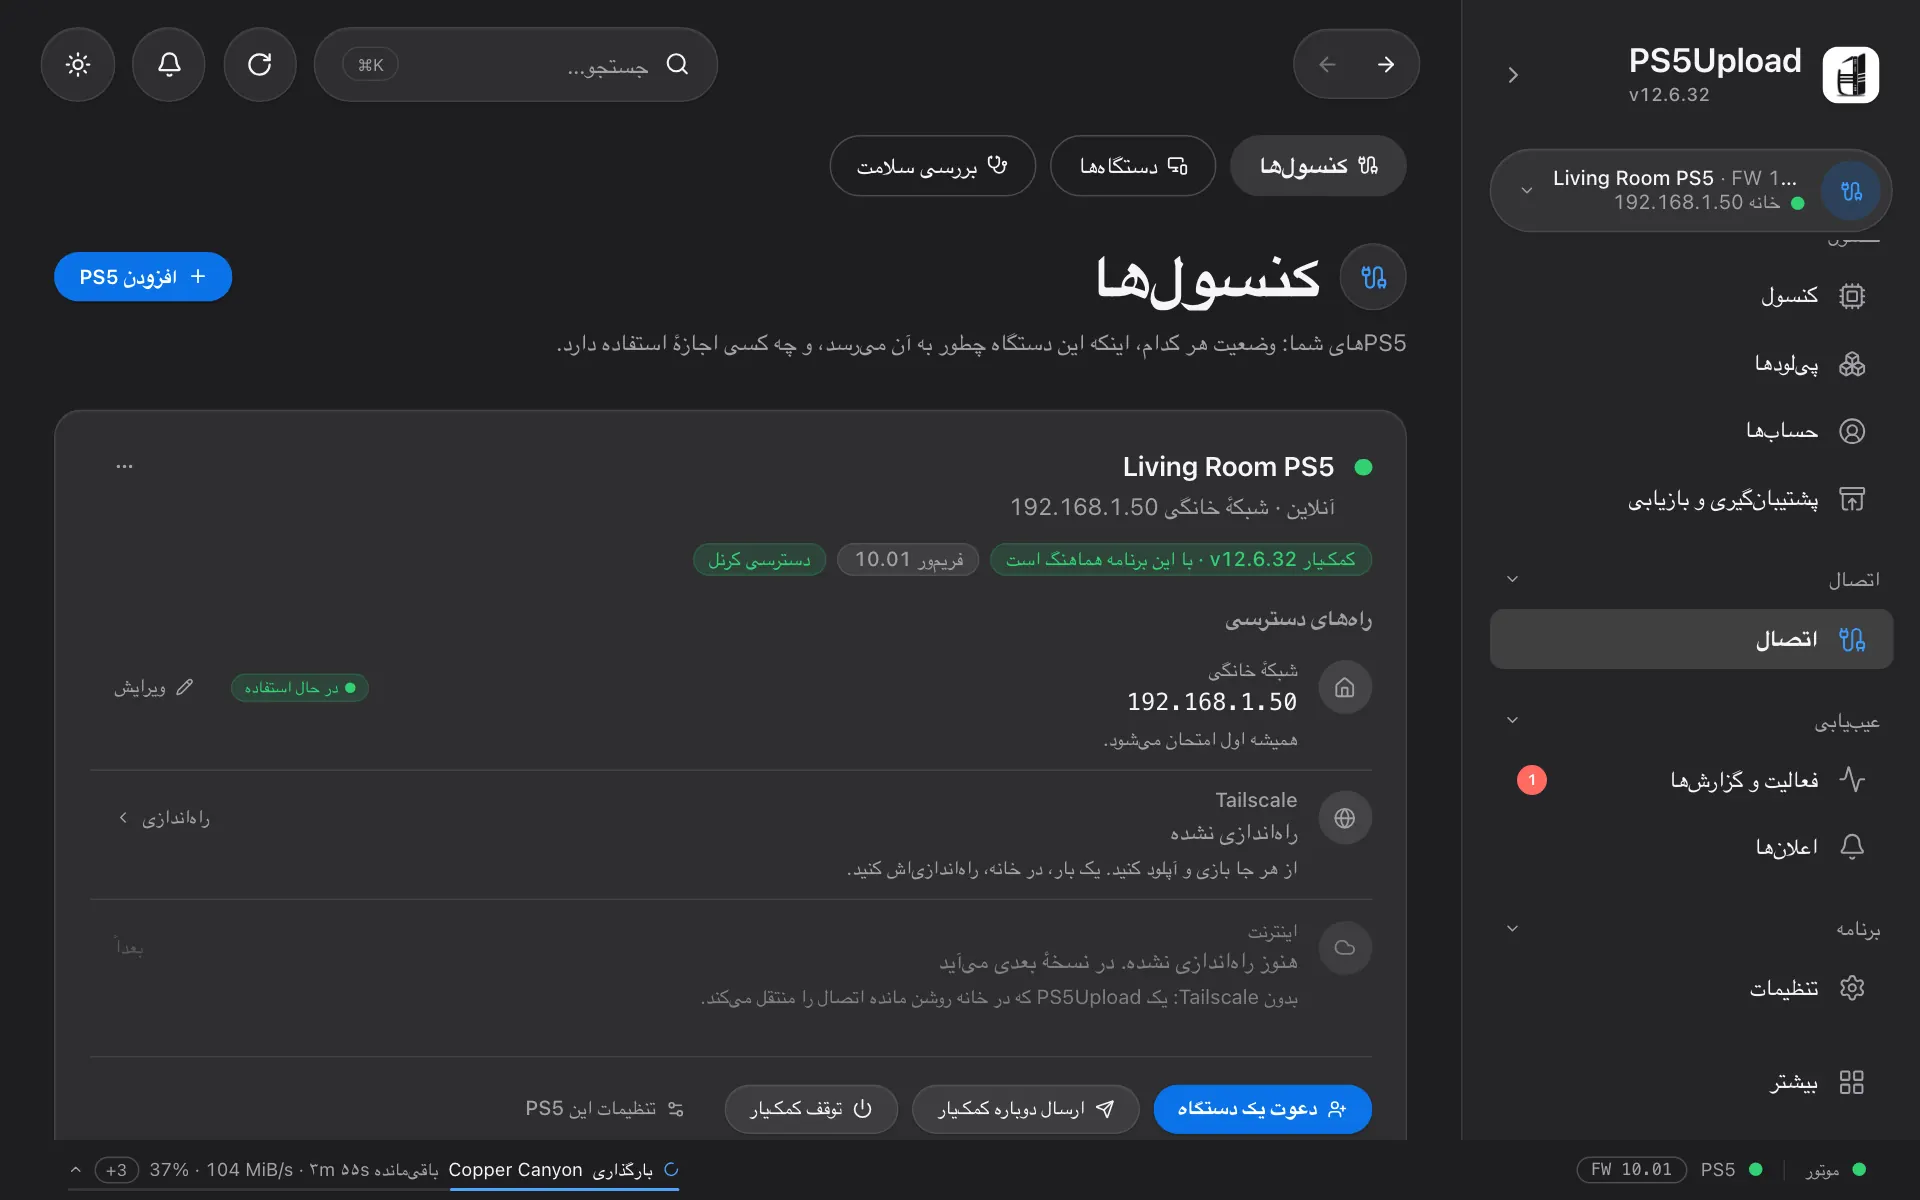 PS5Upload
v12.6.32
Living Room PS5 · FW 1...
خانه 192.168.1.50
کنسول
پی‌لودها
حساب‌ها
پشتیبان‌گیری و بازیابی
اتصال
اتصال
عیب‌یابی
فعالیت و گزارش‌ها
1
اعلان‌ها
برنامه
تنظیمات
بیشتر
جستجو...
⌘K
کنسول‌ها
دستگاه‌ها
بررسی سلامت
کنسول‌ها
افزودن PS5
PS5های شما: وضعیت هر کدام، اینکه این دستگاه چطور به آن می‌رسد، و چه کسی اجازهٔ استفاده دارد.
Living Room PS5
...
آنلاین · شبکهٔ خانگی 192.168.1.50
کمک‌یار v12.6.32 · با این برنامه هماهنگ است
فریمور 10.01
دسترسی کرنل
راه‌های دسترسی
شبکهٔ خانگی
192.168.1.50
همیشه اول امتحان می‌شود.
در حال استفاده
ویرایش
Tailscale
راه‌اندازی نشده
از هر جا بازی و آپلود کنید. یک بار، در خانه، راه‌اندازی‌اش کنید.
راه‌اندازی
اینترنت
هنوز راه‌اندازی نشده. در نسخهٔ بعدی می‌آید
بدون Tailscale: یک PS5Upload که در خانه روشن مانده اتصال را منتقل می‌کند.
بعداً
دعوت یک دستگاه
ارسال دوباره کمک‌یار
توقف کمک‌یار
تنظیمات این PS5
موتور
PS5
FW 10.01
بارگذاری Copper Canyon
37% · 104 MiB/s · ۳m ۵۵s باقی‌مانده
+3